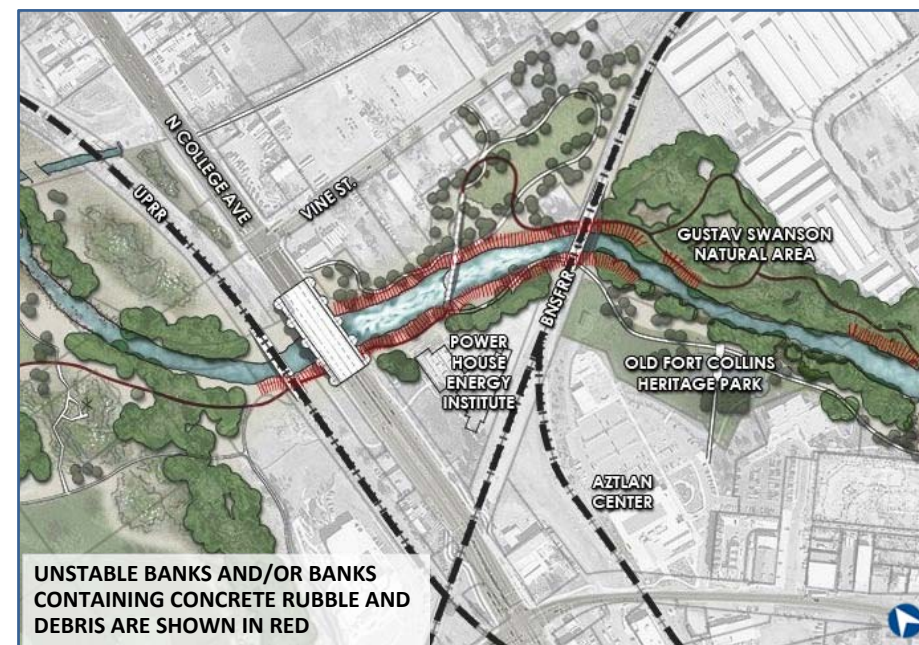 N COLLEGE AVE
UPRR
VINE ST.
GUSTAV SWANSON
NATURAL AREA
BNSFRR
POWER
HOUSE
ENERGY
INSTITUTE
OLD FORT COLLINS
HERITAGE PARK
AZTLAN
CENTER
UNSTABLE BANKS AND/OR BANKS
CONTAINING CONCRETE RUBBLE AND
DEBRIS ARE SHOWN IN RED